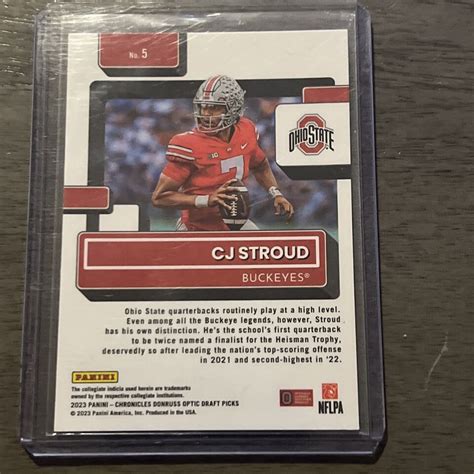 No. 5
OHIO STATE
7
CJ STROUD
BUCKEYES®
Ohio State quarterbacks routinely play at a high level.
Even among all the Buckeye legends, however, Stroud
has his own distinction. He's the school's first quarterback
to be twice named a finalist for the Heisman Trophy,
deservedly so after leading the nation's top-scoring offense
in 2021 and second-highest in '22.
PANINI
The collegiate indicia used herein are trademarks
owned by the respective collegiate institutions.
2023 PANINI – CHRONICLES DONRUSS OPTIC DRAFT PICKS
© 2023 Panini America, Inc. Produced in the USA.
NFLPA